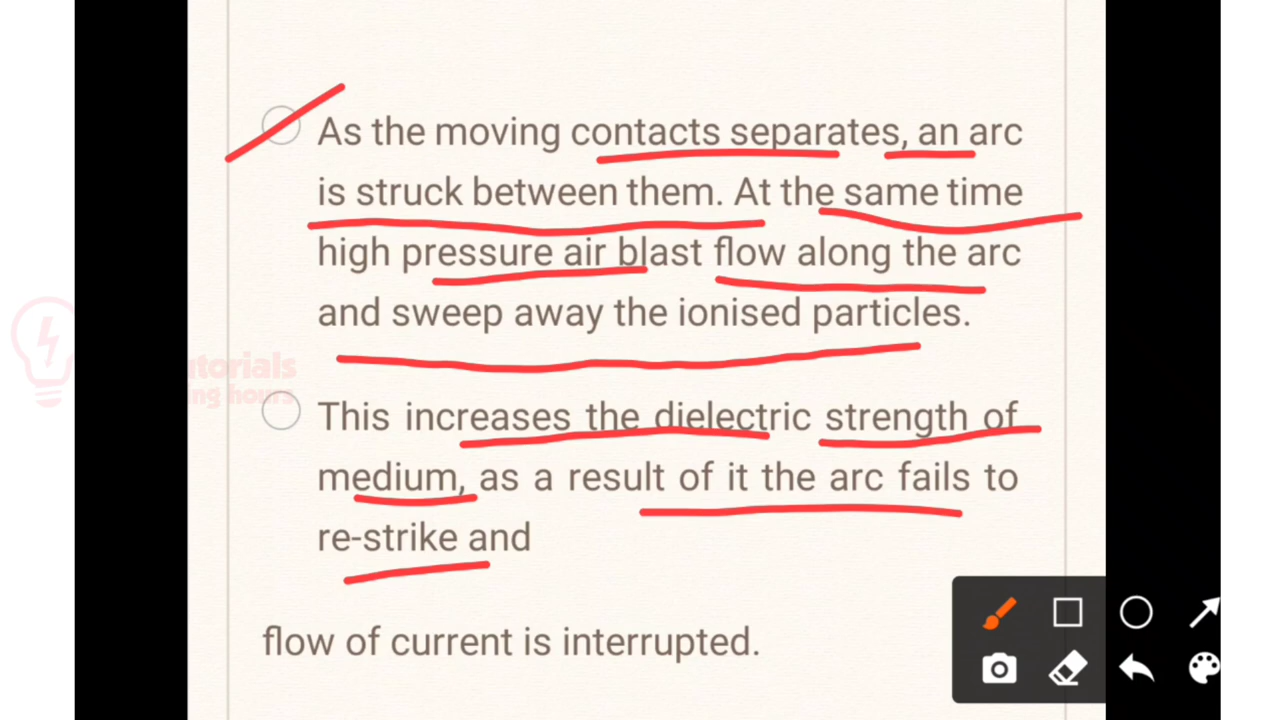 As the moving contacts separates, an arc
is struck between them. At the same time
high pressure air blast flow along the arc
and sweep away the ionised particles.
This increases the dielectric strength of
medium, as a result of it the arc fails to
re-strike and
flow of current is interrupted.